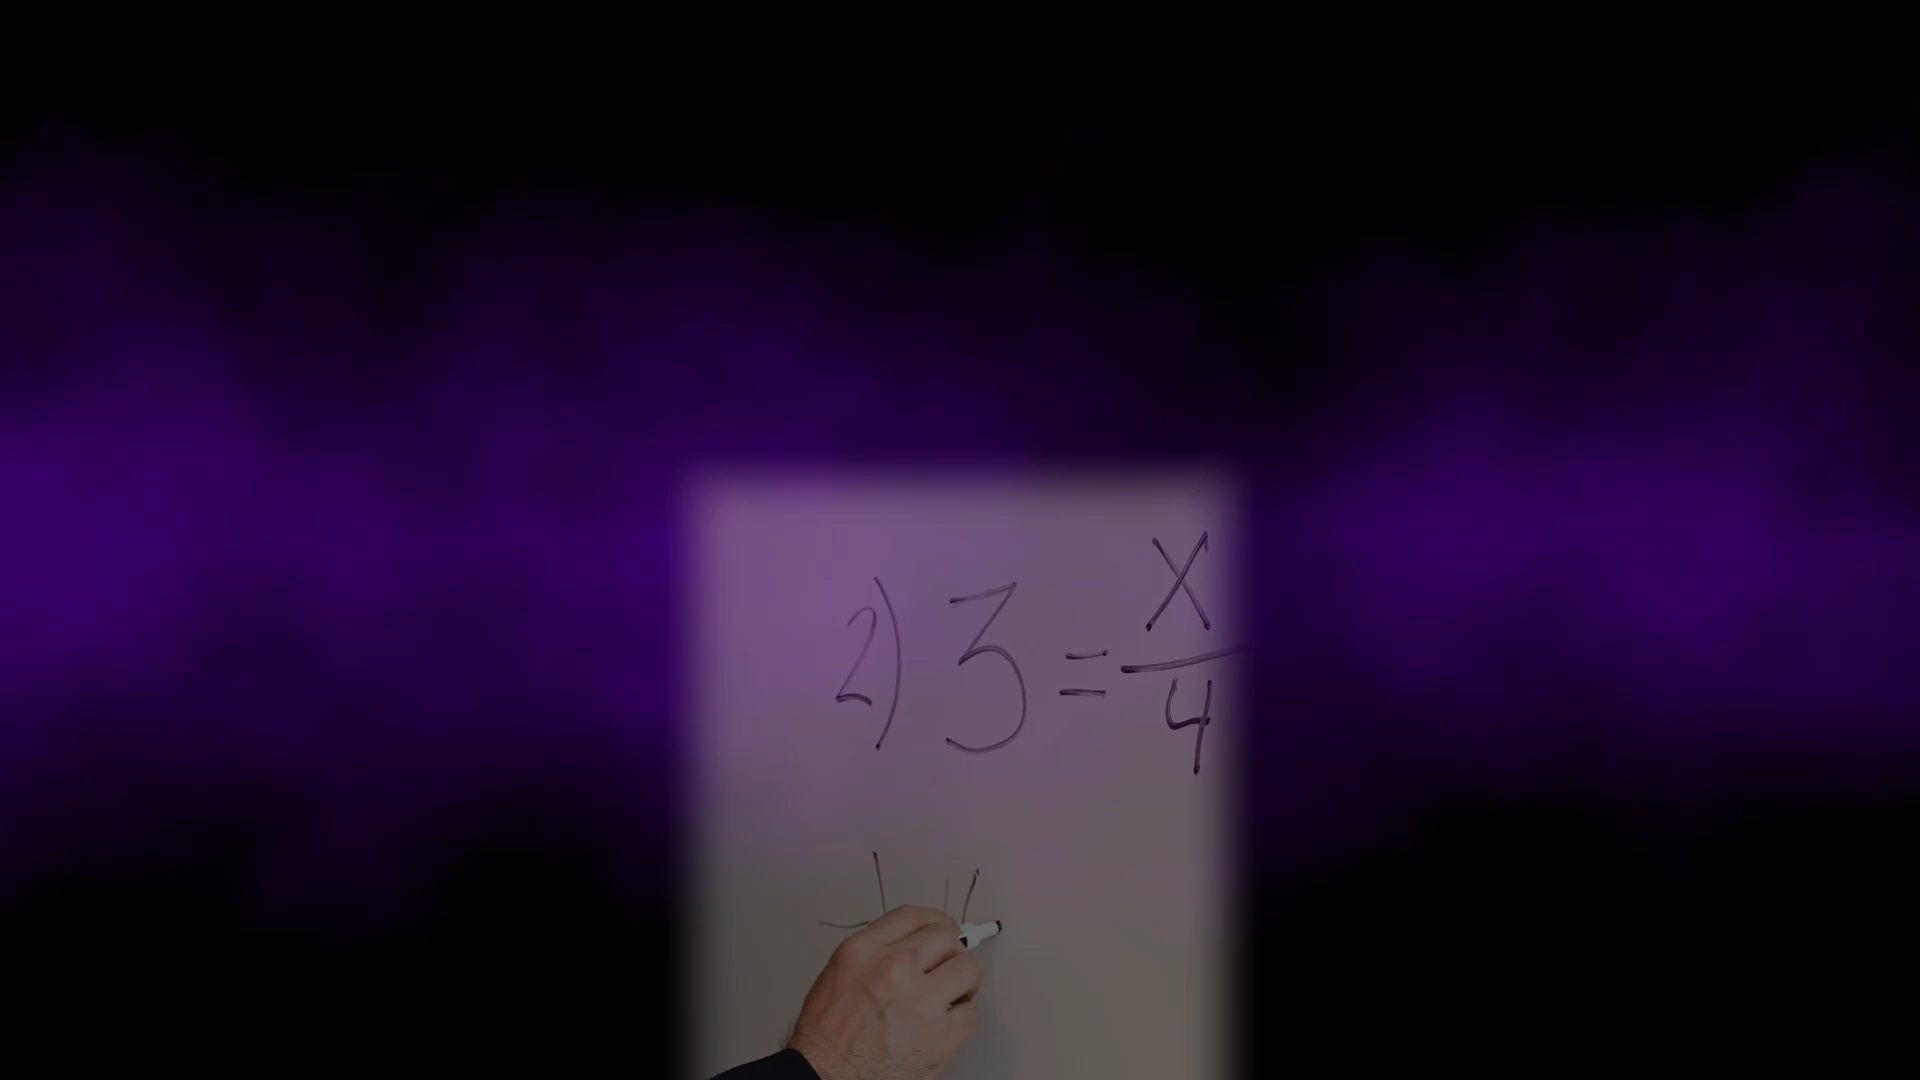 2) 3 = x/4